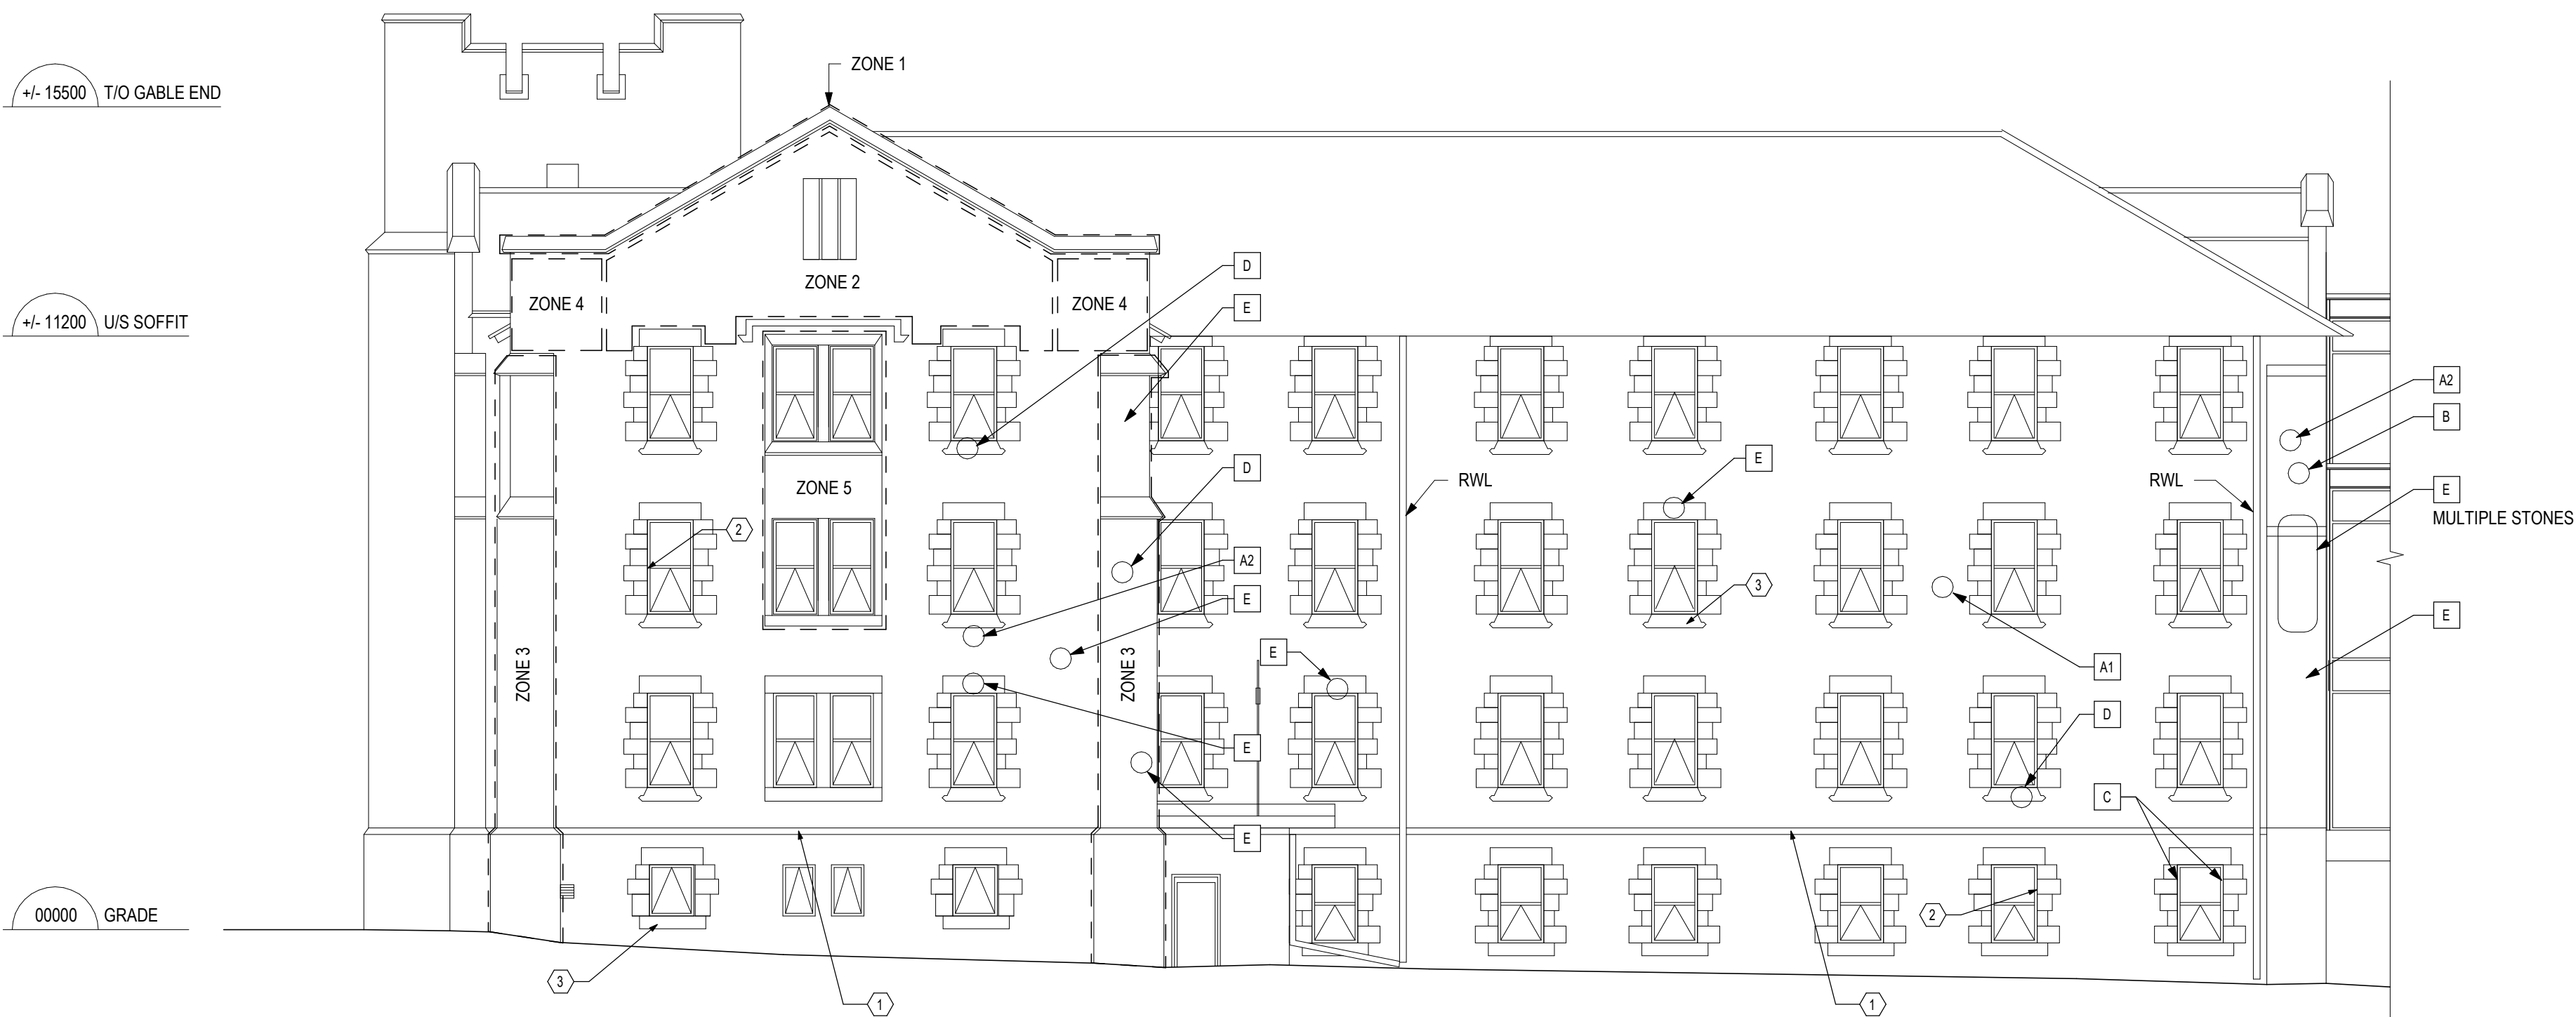 ZONE 1
+/- 15500 T/O GABLE END
D
ZONE 2
ZONE 4
ZONE 4
E
+/- 11200 U/S SOFFIT
A2
B
E
D
RWL
RWL
ZONE 5
E
MULTIPLE STONES
2
A2
3
E
E
E
A1
ZONE 3
ZONE 3
D
E
C
E
00000 GRADE
2
3
1
1